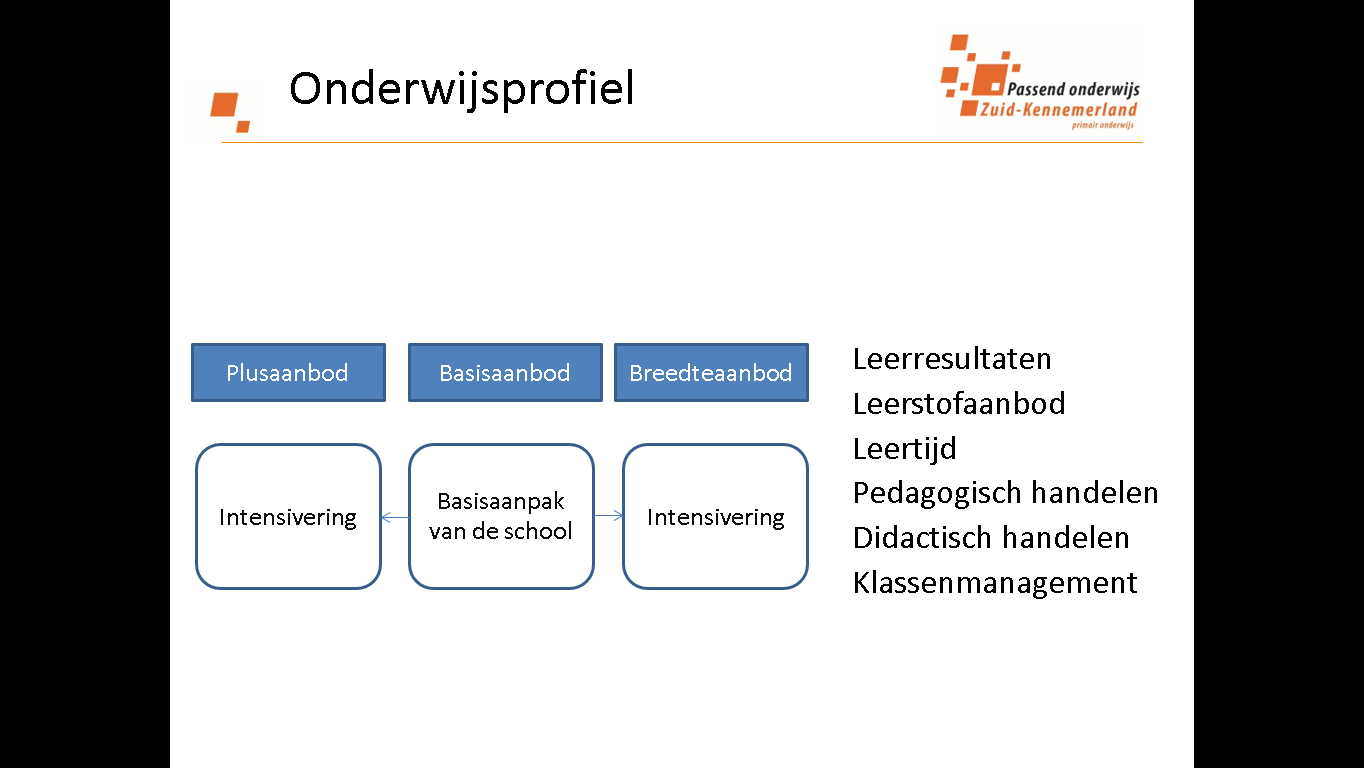 Onderwijsprofiel
Passend onderwijs
Zuid-Kennemerland
primair onderwijs
Plusaanbod
Basisaanbod
Breedteaanbod
Intensivering
Basisaanpak
van de school
Intensivering
Leerresultaten
Leerstofaanbod
Leertijd
Pedagogisch handelen
Didactisch handelen
Klassenmanagement